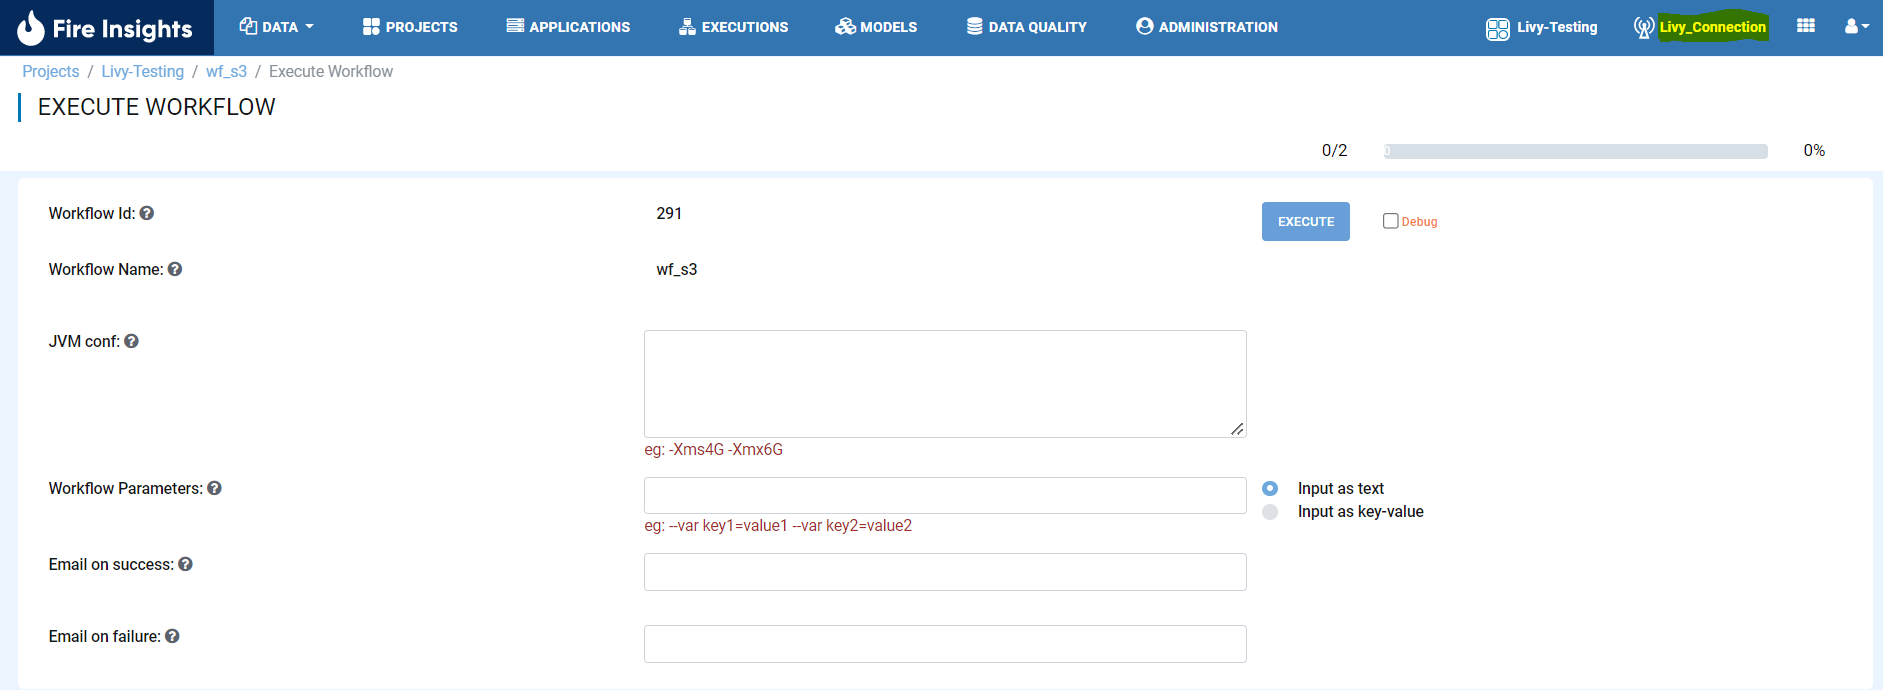 Fire Insights DATA PROJECTS APPLICATIONS EXECUTIONS MODELS DATA QUALITY ADMINISTRATION Livy-Testing Livy_Connection
Projects / Livy-Testing / wf_s3 / Execute Workflow
EXECUTE WORKFLOW
0/2 0 0%
Workflow Id: ? 291 EXECUTE Debug
Workflow Name: ? wf_s3
JVM conf: ?
eg: -Xms4G -Xmx6G
Workflow Parameters: ? Input as text
Input as key-value
eg: --var key1=value1 --var key2=value2
Email on success: ?
Email on failure: ?